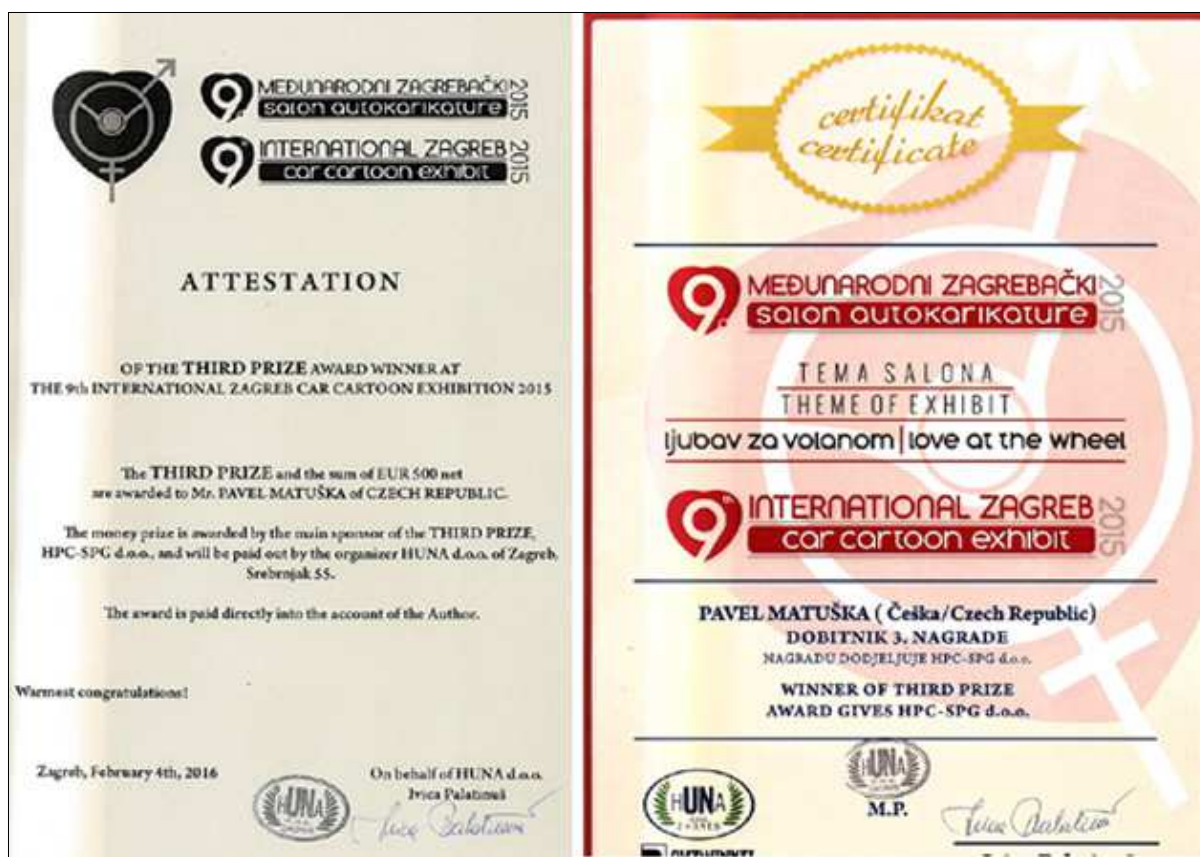 9. MEĐUNARODNI ZAGREBAČKI 2015
salon autokarikature
9th INTERNATIONAL ZAGREB 2015
car cartoon exhibit
ATTESTATION
OF THE THIRD PRIZE AWARD WINNER AT
THE 9th INTERNATIONAL ZAGREB CAR CARTOON EXHIBITION 2015
The THIRD PRIZE and the sum of EUR 500 net
are awarded to Mr. PAVEL MATUŠKA of CZECH REPUBLIC.
The money prize is awarded by the main sponsor of the THIRD PRIZE,
HPC-SPG d.o.o., and will be paid out by the organizer HUNA d.o.o. of Zagreb,
Srebrnjak 55.
The award is paid directly into the account of the Author.
Warmest congratulations!
Zagreb, February 4th, 2016
On behalf of HUNA d.o.o.
Ivica Palatinuš
HUNA
certifikat
certificate
9. MEĐUNARODNI ZAGREBAČKI 2015
salon autokarikature
TEMA SALONA
THEME OF EXHIBIT
ljubav za volanom | love at the wheel
9th INTERNATIONAL ZAGREB 2015
car cartoon exhibit
PAVEL MATUŠKA ( Češka/Czech Republic)
DOBITNIK 3. NAGRADE
NAGRADU DODJELJUJE HPC-SPG d.o.o.
WINNER OF THIRD PRIZE
AWARD GIVES HPC-SPG d.o.o.
HUNA
HUNA
M.P.